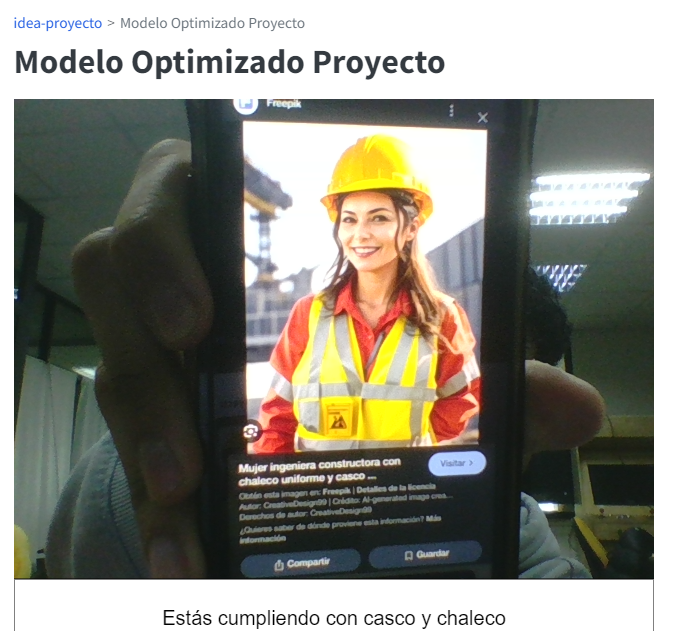 idea-proyecto > Modelo Optimizado Proyecto
Modelo Optimizado Proyecto
Freepik
Mujer ingeniera constructora con
chaleco uniforme y casco ...
Visitar >
Obtén esta imagen en: Freepik | Detalles de la licencia
Autor: CreativeDesign99 | Crédito: AI-generated image crea...
Derechos de autor: CreativeDesign99
¿Quieres saber de dónde proviene esta información? Más
información
Compartir
Guardar
Estás cumpliendo con casco y chaleco